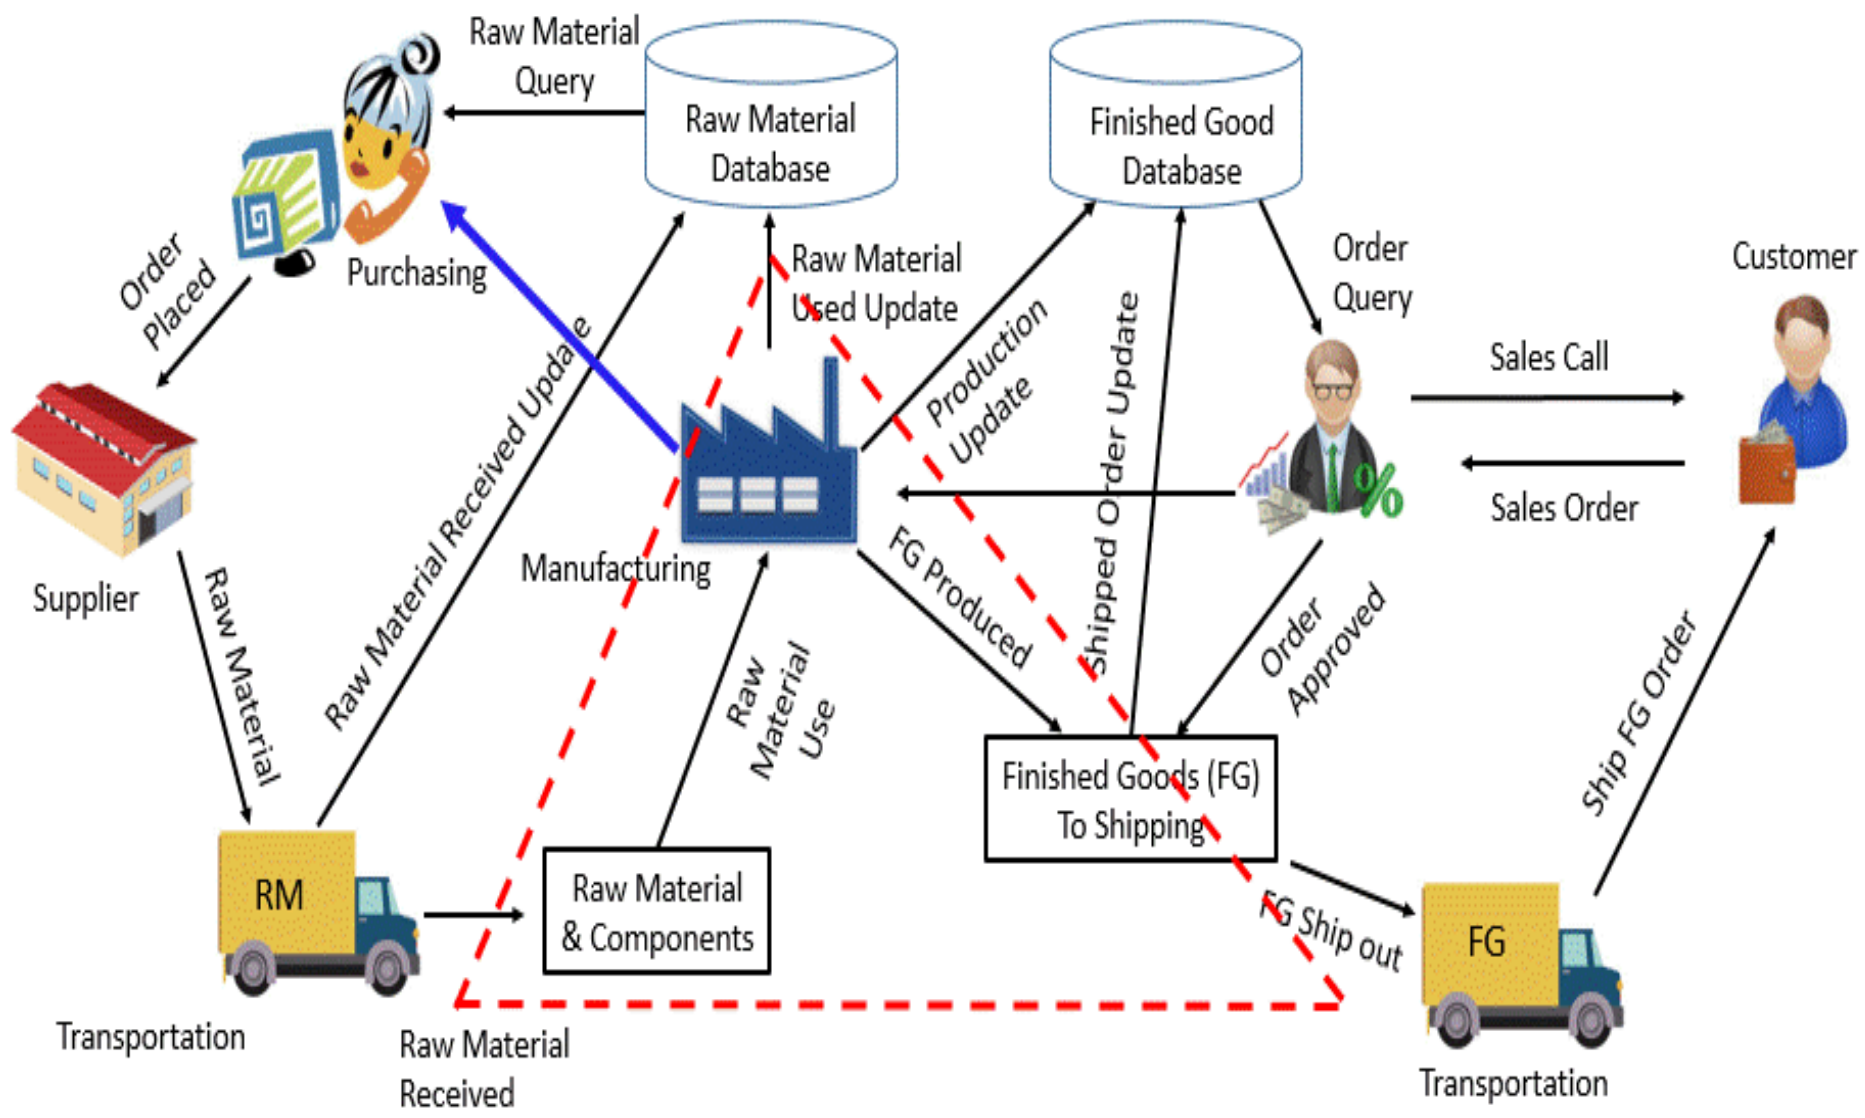 Raw Material
Query
Raw Material
Database
Finished Good
Database
Order
Placed
Purchasing
Raw Material
Used Update
Order
Query
Customer
Production
Update
Shipped Order Update
Sales Call
Sales Order
Raw Material Received Update
Supplier
Manufacturing
FG Produced
Raw Material
Raw
Material
Use
Order
Approved
Ship FG Order
Finished Goods (FG)
To Shipping
RM
Raw Material
& Components
FG Ship out
FG
Transportation
Raw Material
Received
Transportation